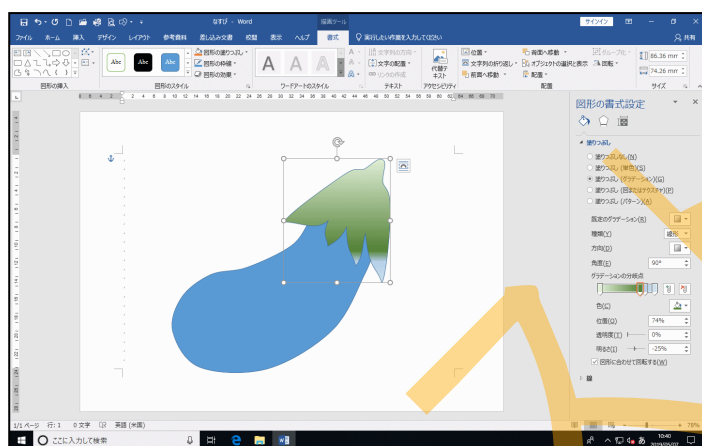 なすび - Word
描画ツール
サインイン
ファイル ホーム 挿入 デザイン レイアウト 参考資料 差し込み文書 校閲 表示 ヘルプ 書式 実行したい作業を入力してください 共有
Abc Abc Abc
図形の塗りつぶし
図形の枠線
図形の効果
A A A
文字列の方向
文字の配置
リンクの作成
代替テキスト
位置
文字列の折り返し
前面へ移動
背面へ移動
オブジェクトの選択と表示
配置
グループ化
回転
86.36 mm
74.26 mm
図形の挿入 図形のスタイル ワードアートのスタイル テキスト アクセシビリティ 配置 サイズ
図形の書式設定
塗りつぶし
塗りつぶしなし(N)
塗りつぶし (単色)(S)
塗りつぶし (グラデーション)(G)
塗りつぶし (図またはテクスチャ)(P)
塗りつぶし (パターン)(A)
既定のグラデーション(R)
種類(Y) 線形
方向(D)
角度(E) 90°
グラデーションの分岐点
色(C)
位置(O) 74%
透明度(T) 0%
明るさ(I) -25%
図形に合わせて回転する(W)
線
1/1 ページ 行: 1 0 文字 英語 (米国) 78%
ここに入力して検索
あ
10:40
2019/05/07